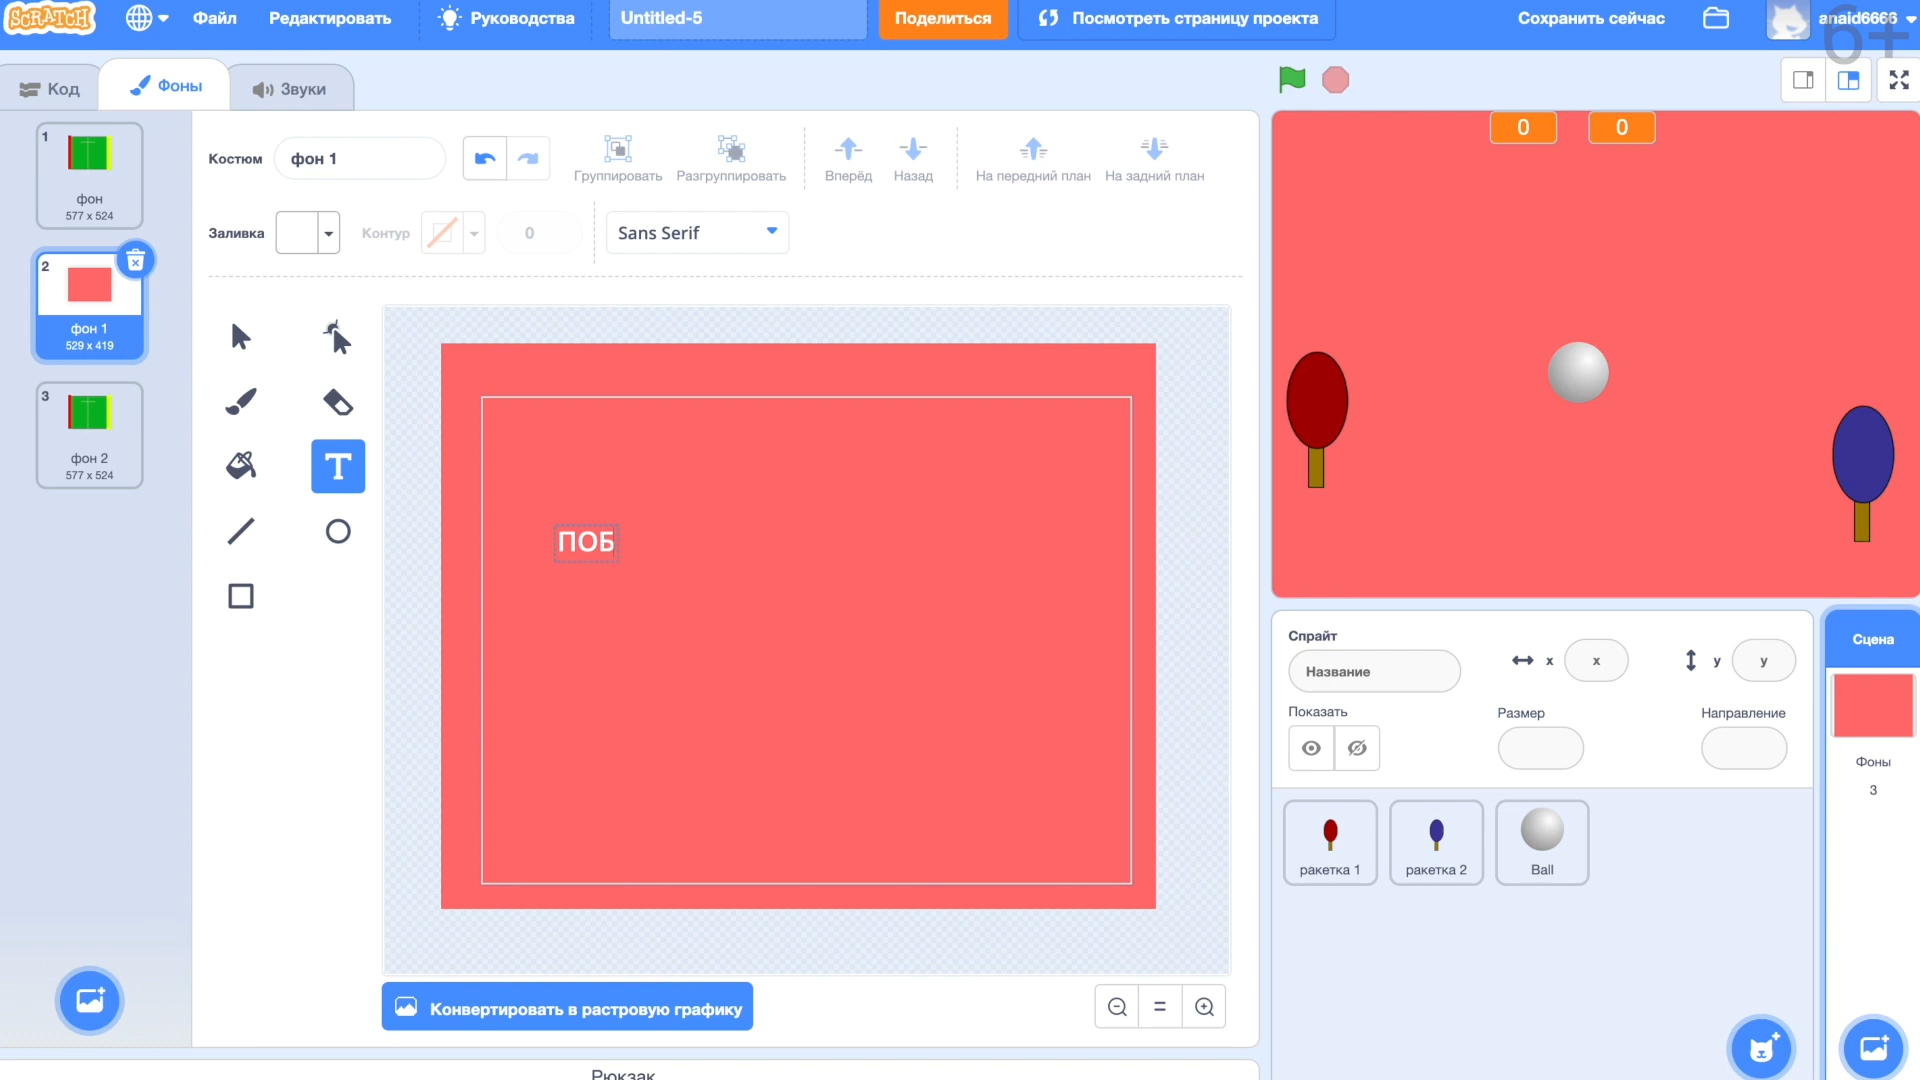 SCRATCH
Файл
Редактировать
Руководства
Untitled-5
Поделиться
Посмотреть страницу проекта
Сохранить сейчас
anaid6666
6+
Код
Фоны
Звуки
1
фон
577 x 524
2
фон 1
529 x 419
3
фон 2
577 x 524
Костюм
фон 1
Группировать
Разгруппировать
Вперёд
Назад
На передний план
На задний план
Заливка
Контур
0
Sans Serif
T
ПОБ
Конвертировать в растровую графику
=
Рюкзак
0
0
Спрайт
Название
x
x
y
y
Показать
Размер
Направление
ракетка 1
ракетка 2
Ball
Сцена
Фоны
3